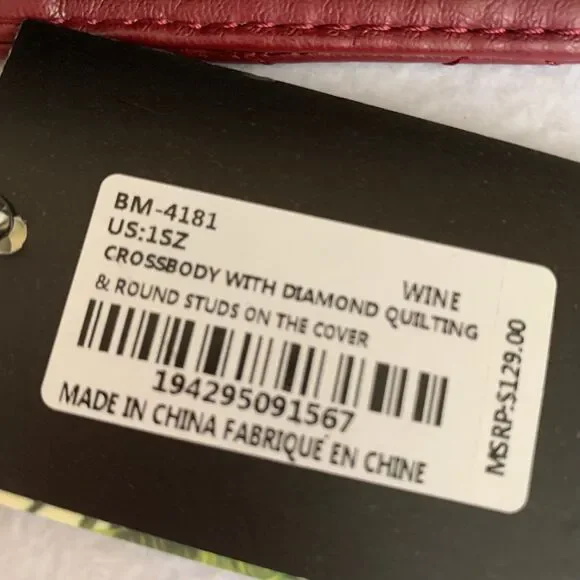 BM-4181
US:1SZ
WINE
CROSSBODY WITH DIAMOND QUILTING
& ROUND STUDS ON THE COVER
194295091567
MADE IN CHINA FABRIQUÉ EN CHINE
MSRP:$129.00